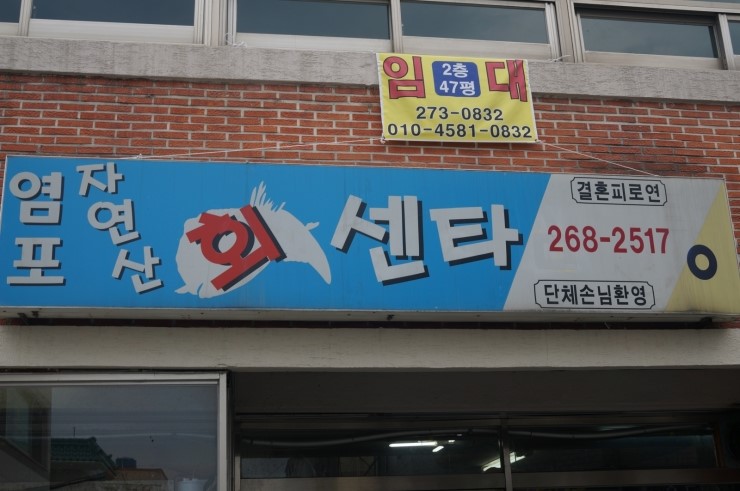 임 2층 47평 대
273-0832
010-4581-0832
염포 자연산 회 센타
결혼피로연
268-2517
단체손님환영